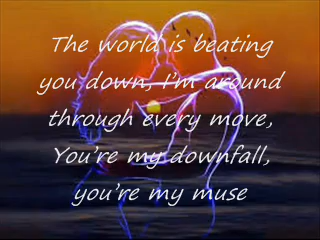 The world is beating
you down, I'm around
through every move,
You're my downfall,
you're my muse